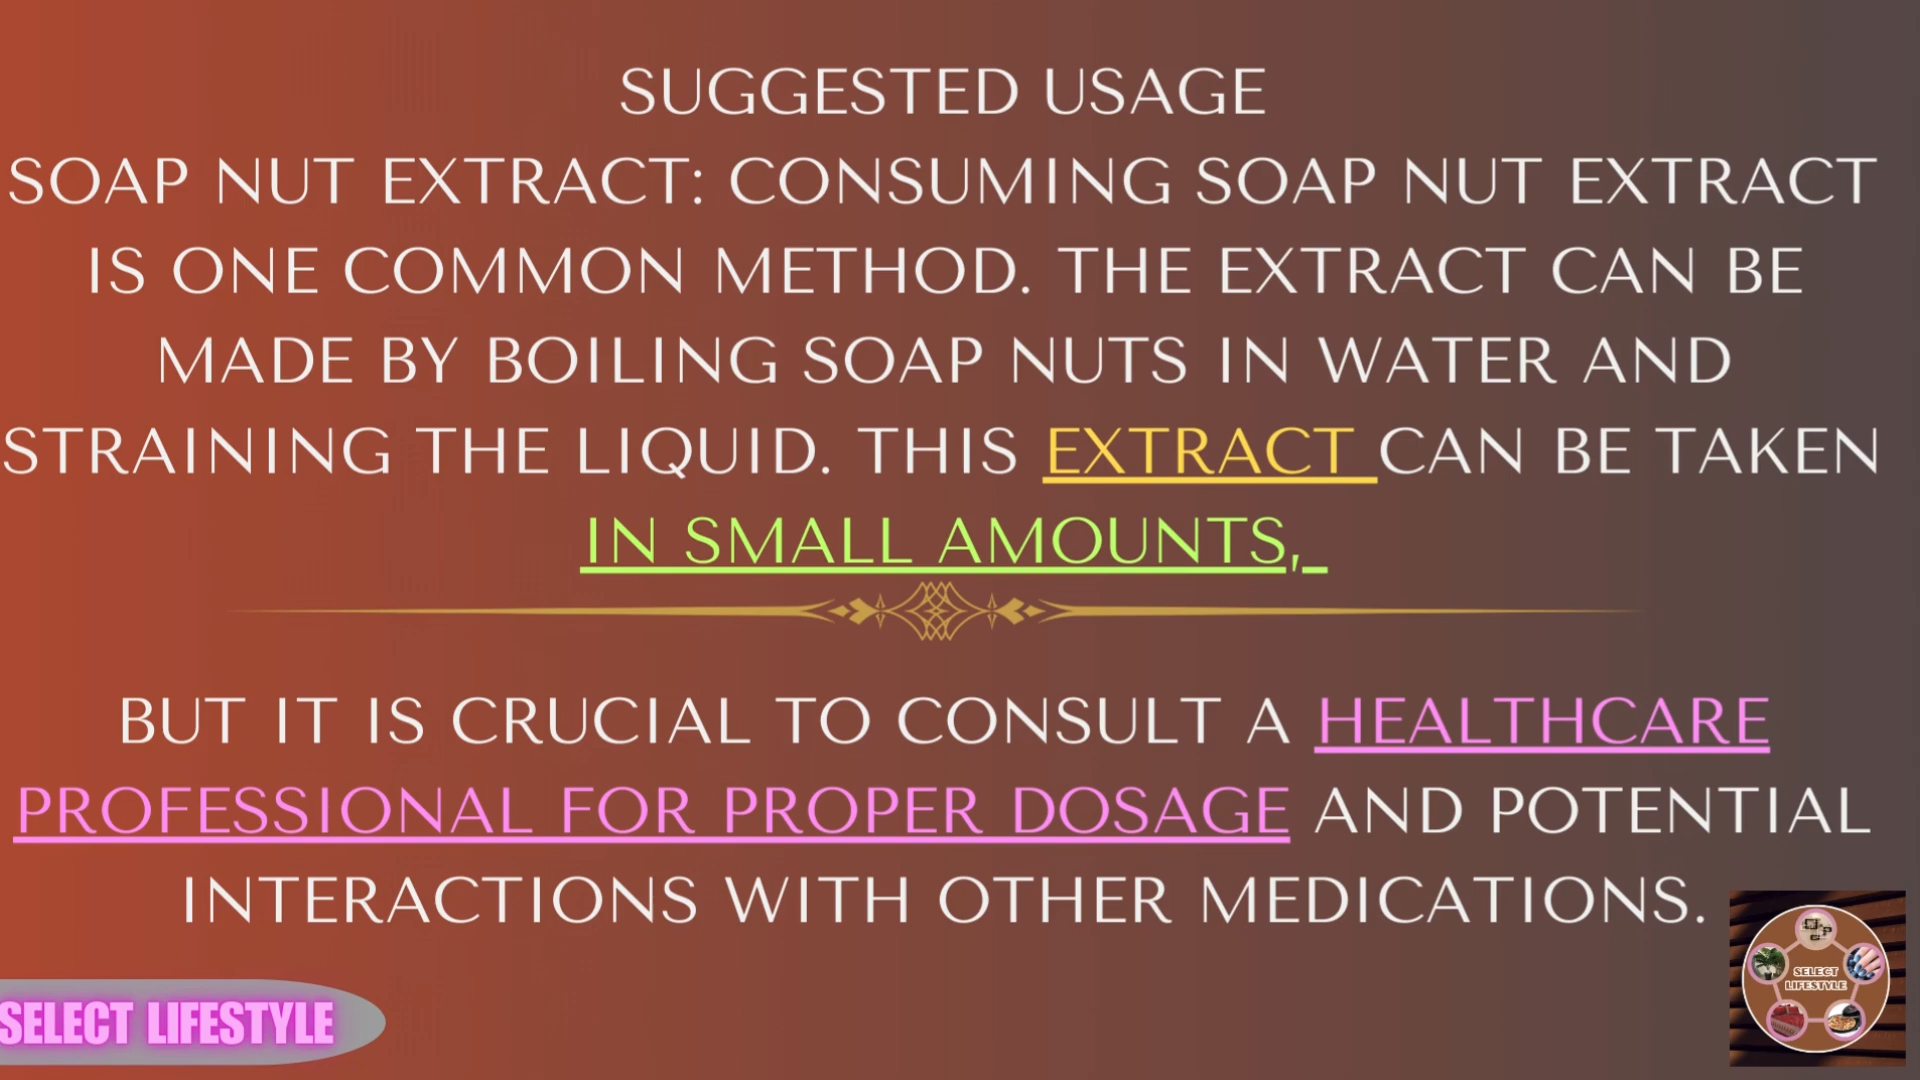 SUGGESTED USAGE
SOAP NUT EXTRACT: CONSUMING SOAP NUT EXTRACT
IS ONE COMMON METHOD. THE EXTRACT CAN BE
MADE BY BOILING SOAP NUTS IN WATER AND
STRAINING THE LIQUID. THIS EXTRACT CAN BE TAKEN
IN SMALL AMOUNTS,
BUT IT IS CRUCIAL TO CONSULT A HEALTHCARE
PROFESSIONAL FOR PROPER DOSAGE AND POTENTIAL
INTERACTIONS WITH OTHER MEDICATIONS.
SELECT LIFESTYLE
SELECT
LIFESTYLE